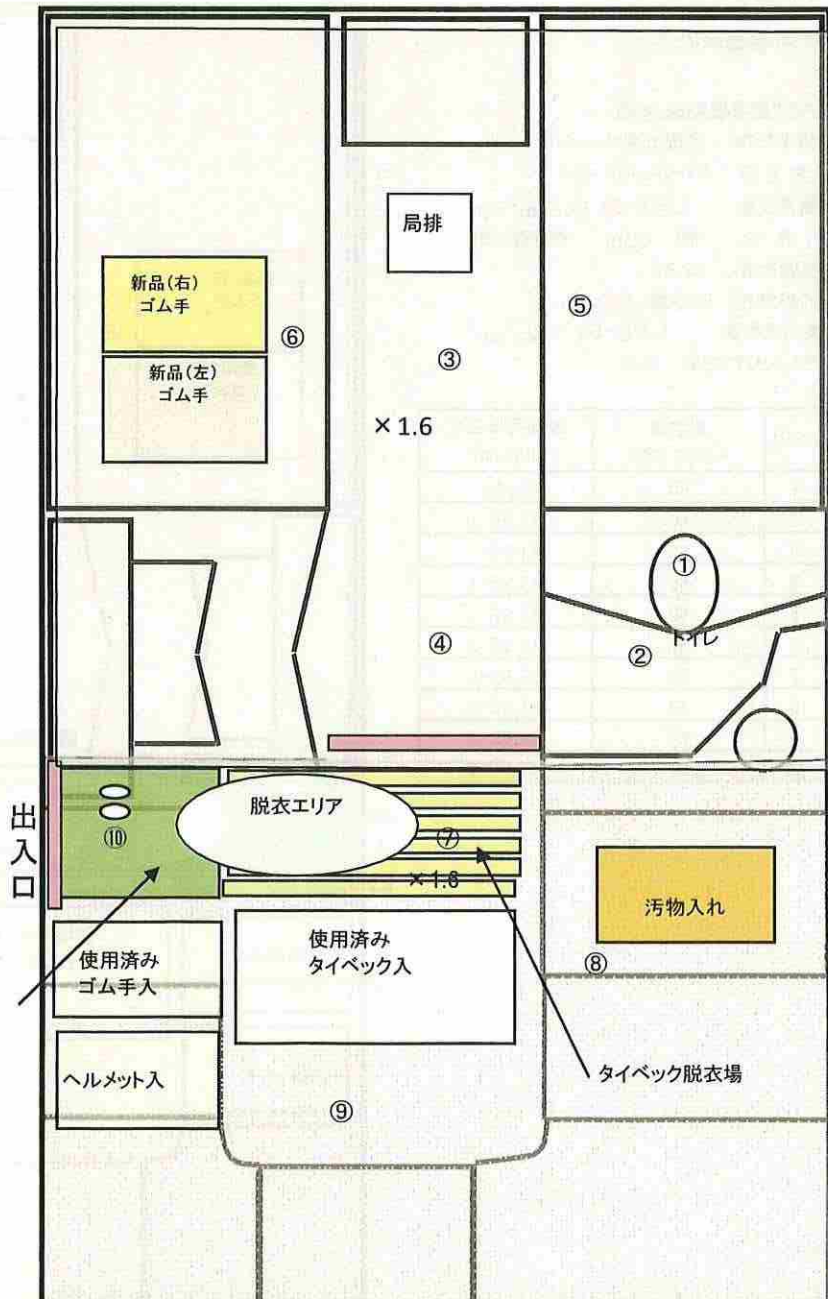 局排
新品(右)
ゴム手
⑥
⑤
新品(左)
ゴム手
③
×1.6
①
トイレ
④
②
出入口
脱衣エリア
⑩
⑦
×1.6
汚物入れ
使用済み
ゴム手入
使用済み
タイベック入
⑧
ヘルメット入
タイベック脱衣場
⑨